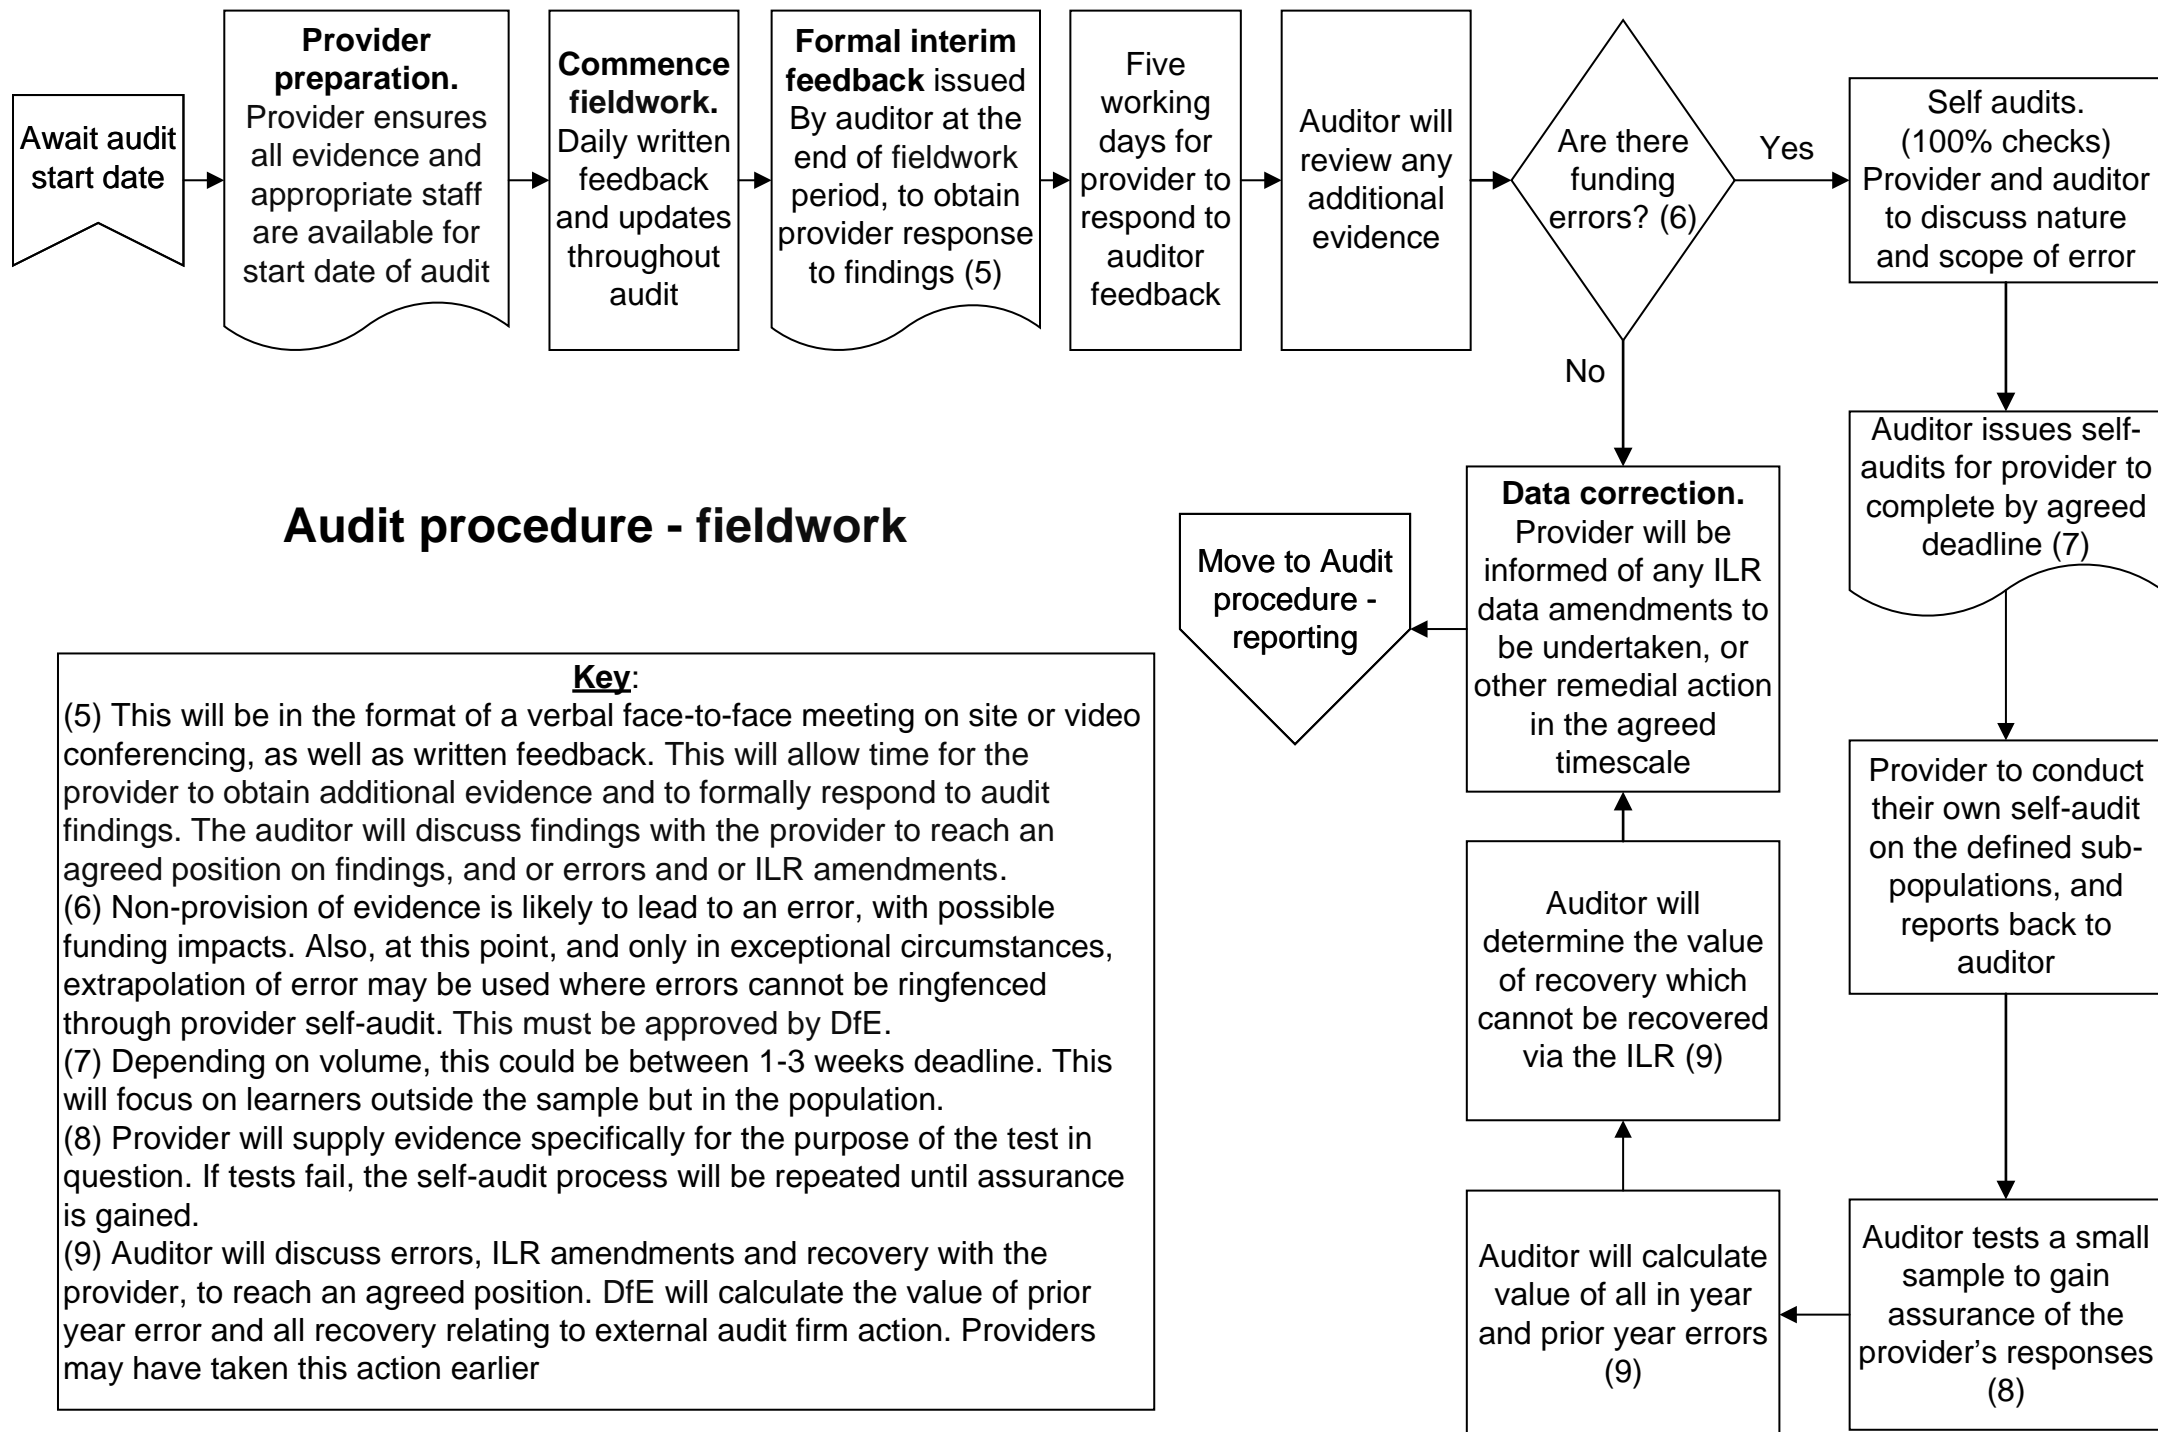 Await audit
start date
Provider
preparation.
Provider ensures
all evidence and
appropriate staff
are available for
start date of audit
Commence
fieldwork.
Daily written
feedback
and updates
throughout
audit
Formal interim
feedback issued
By auditor at the
end of fieldwork
period, to obtain
provider response
to findings (5)
Five
working
days for
provider to
respond to
auditor
feedback
Auditor will
review any
additional
evidence
Are there
funding
errors? (6)
Yes
No
Self audits.
(100% checks)
Provider and auditor
to discuss nature
and scope of error
Auditor issues self-
audits for provider to
complete by agreed
deadline (7)
Provider to conduct
their own self-audit
on the defined sub-
populations, and
reports back to
auditor
Auditor tests a small
sample to gain
assurance of the
provider’s responses
(8)
Auditor will calculate
value of all in year
and prior year errors
(9)
Auditor will
determine the value
of recovery which
cannot be recovered
via the ILR (9)
Data correction.
Provider will be
informed of any ILR
data amendments to
be undertaken, or
other remedial action
in the agreed
timescale
Move to Audit
procedure -
reporting
Audit procedure - fieldwork
Key:
(5) This will be in the format of a verbal face-to-face meeting on site or video
conferencing, as well as written feedback. This will allow time for the
provider to obtain additional evidence and to formally respond to audit
findings. The auditor will discuss findings with the provider to reach an
agreed position on findings, and or errors and or ILR amendments.
(6) Non-provision of evidence is likely to lead to an error, with possible
funding impacts. Also, at this point, and only in exceptional circumstances,
extrapolation of error may be used where errors cannot be ringfenced
through provider self-audit. This must be approved by DfE.
(7) Depending on volume, this could be between 1-3 weeks deadline. This
will focus on learners outside the sample but in the population.
(8) Provider will supply evidence specifically for the purpose of the test in
question. If tests fail, the self-audit process will be repeated until assurance
is gained.
(9) Auditor will discuss errors, ILR amendments and recovery with the
provider, to reach an agreed position. DfE will calculate the value of prior
year error and all recovery relating to external audit firm action. Providers
may have taken this action earlier